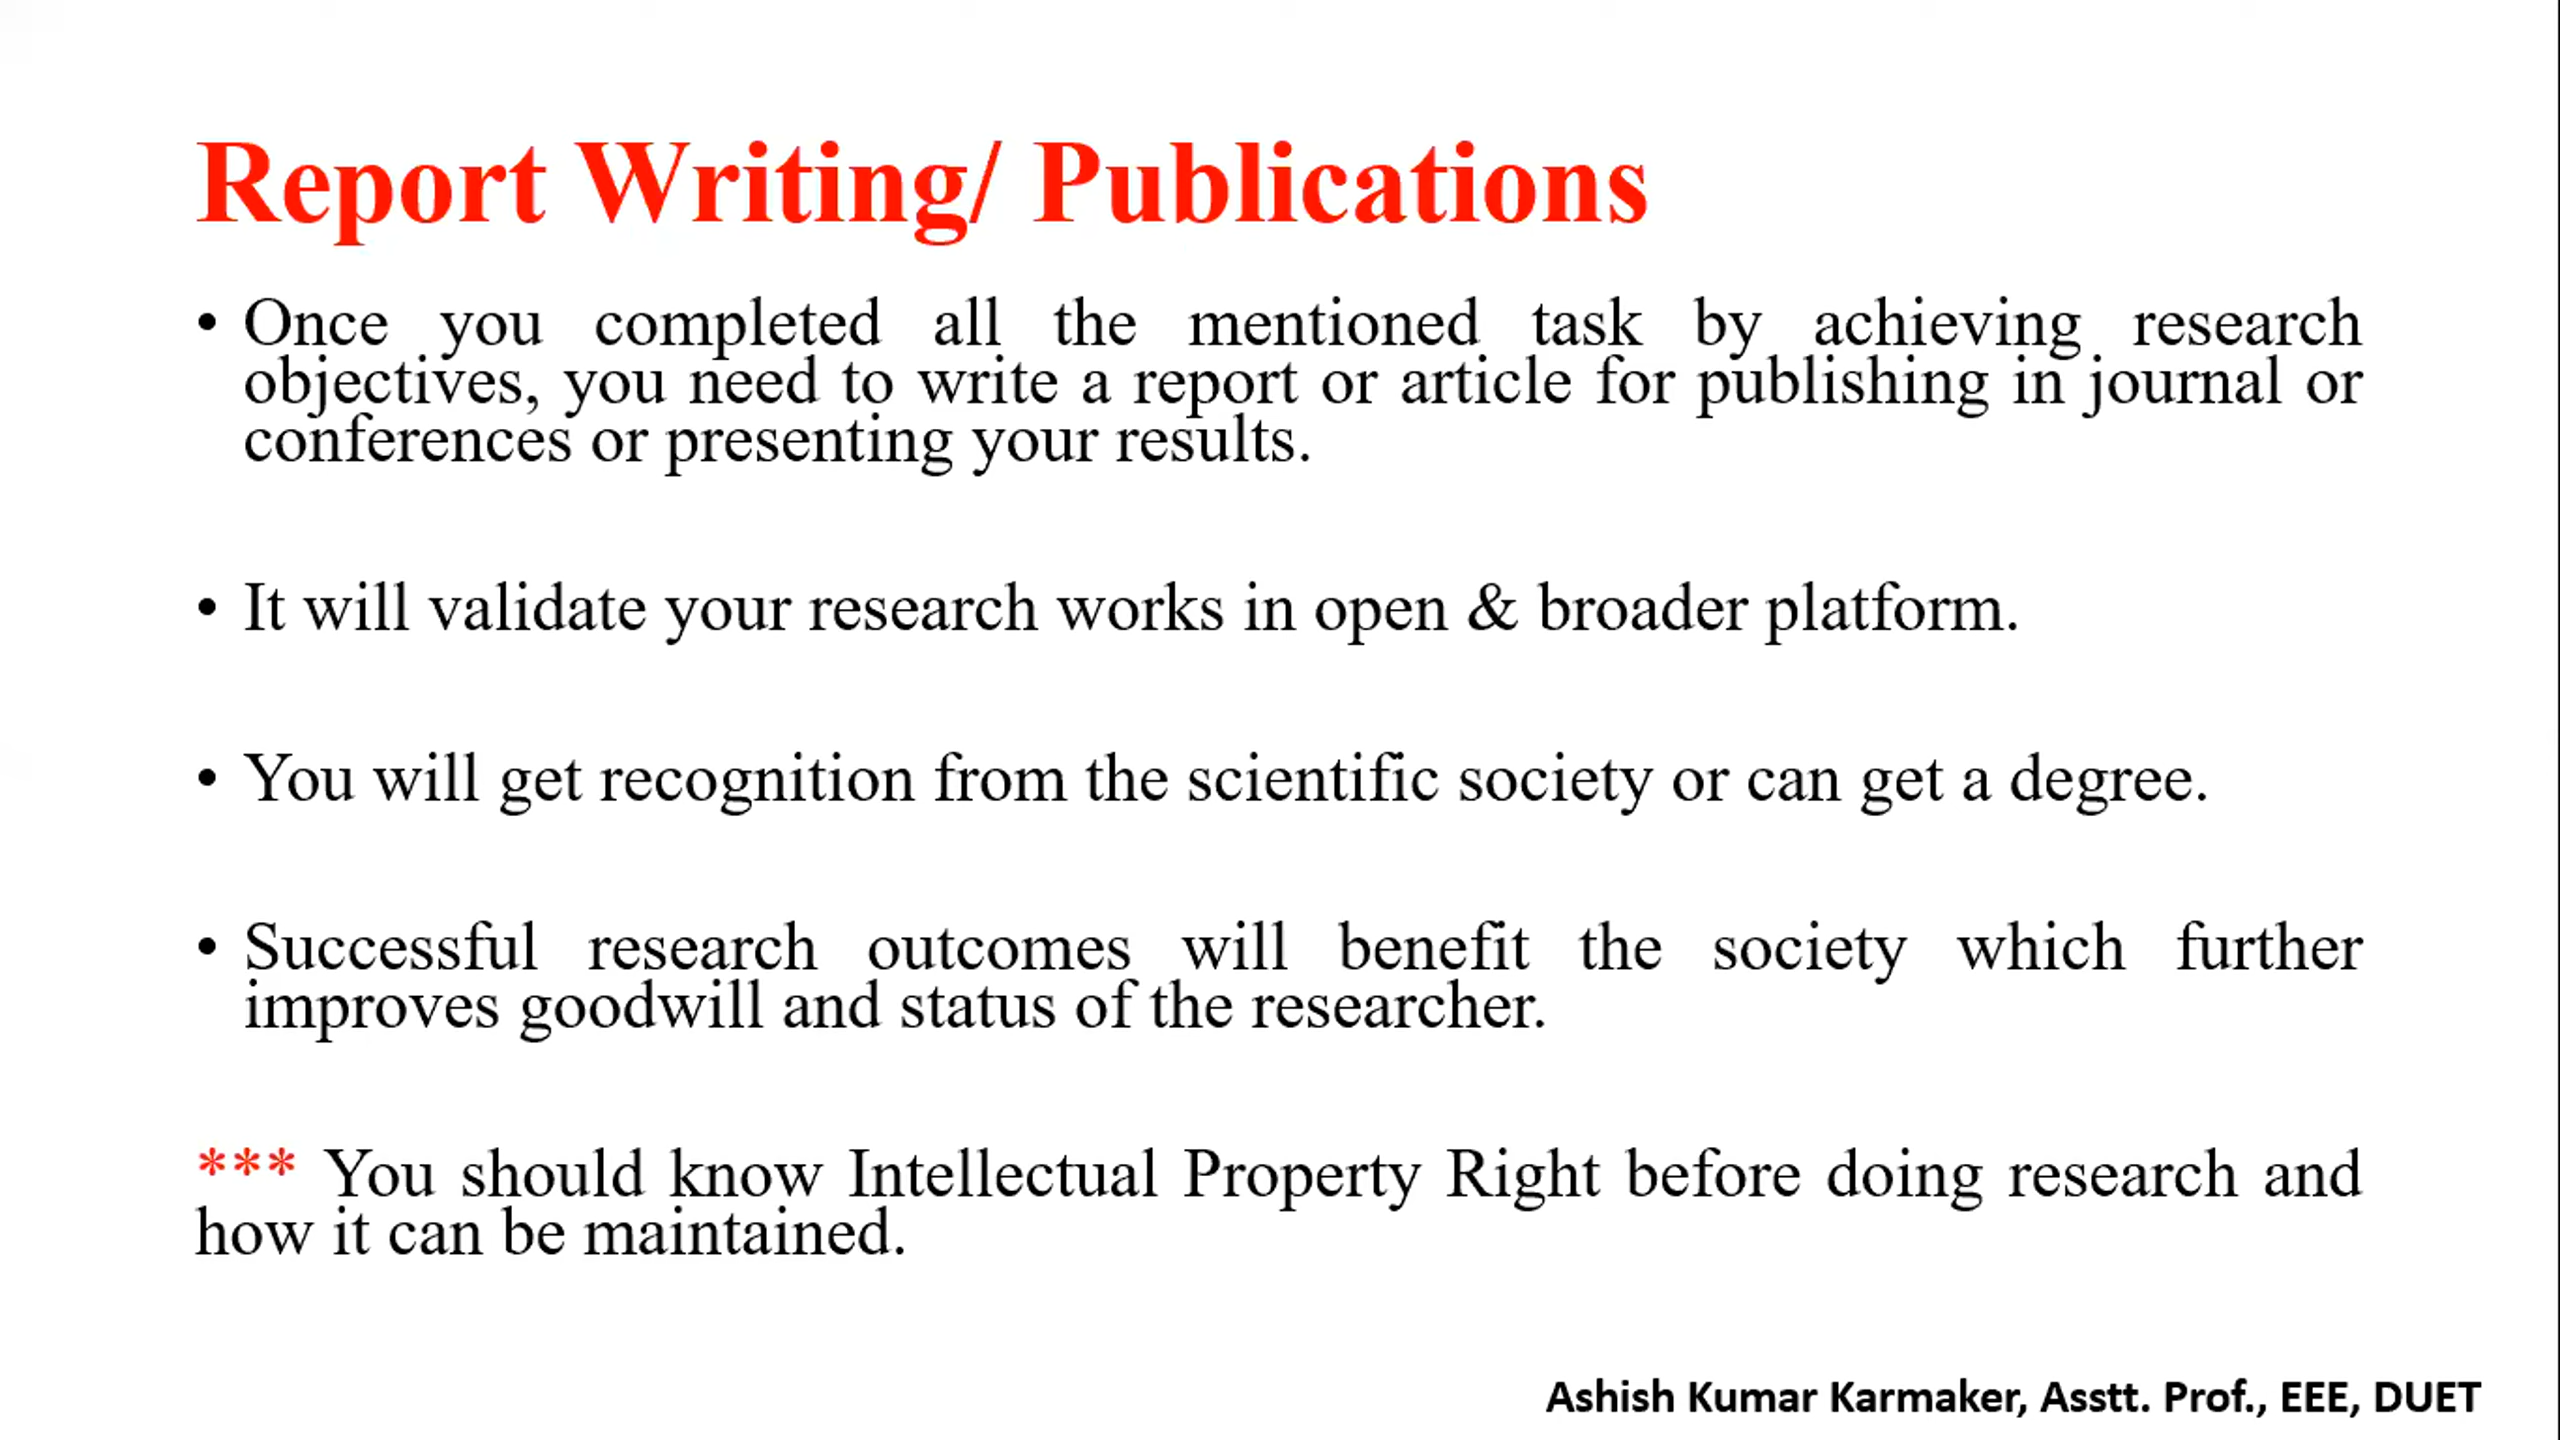 Report Writing/ Publications
• Once you completed all the mentioned task by achieving research
objectives, you need to write a report or article for publishing in journal or
conferences or presenting your results.
• It will validate your research works in open & broader platform.
• You will get recognition from the scientific society or can get a degree.
• Successful research outcomes will benefit the society which further
improves goodwill and status of the researcher.
*** You should know Intellectual Property Right before doing research and
how it can be maintained.
Ashish Kumar Karmaker, Asstt. Prof., EEE, DUET